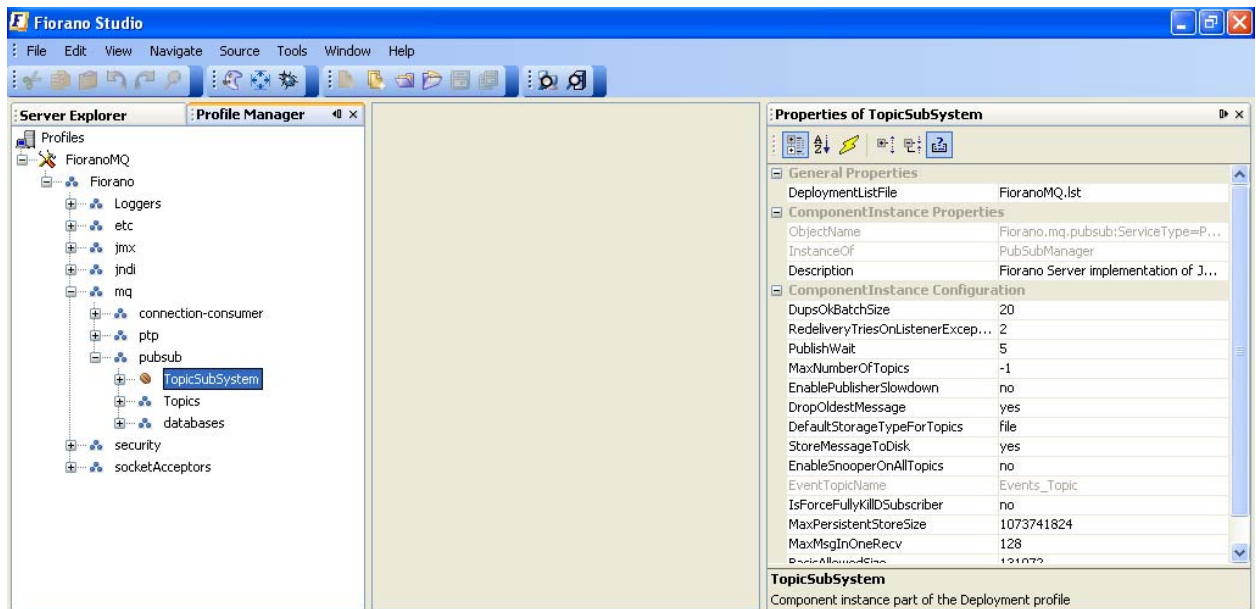 Fiorano Studio
File Edit View Navigate Source Tools Window Help
Server Explorer
Profile Manager
Profiles
FioranoMQ
Fiorano
Loggers
etc
jmx
jndi
mq
connection-consumer
ptp
pubsub
TopicSubSystem
Topics
databases
security
socketAcceptors
Properties of TopicSubSystem
General Properties
DeploymentListFile FioranoMQ.lst
ComponentInstance Properties
ObjectName Fiorano.mq.pubsub:ServiceType=P...
InstanceOf PubSubManager
Description Fiorano Server implementation of J...
ComponentInstance Configuration
DupsOkBatchSize 20
RedeliveryTriesOnListenerExcep... 2
PublishWait 5
MaxNumberOfTopics -1
EnablePublisherSlowdown no
DropOldestMessage yes
DefaultStorageTypeForTopics file
StoreMessageToDisk yes
EnableSnooperOnAllTopics no
EventTopicName Events_Topic
IsForceFullyKillDSubscriber no
MaxPersistentStoreSize 1073741824
MaxMsgInOneRecv 128
BasicAllowedSize 131072
TopicSubSystem
Component instance part of the Deployment profile